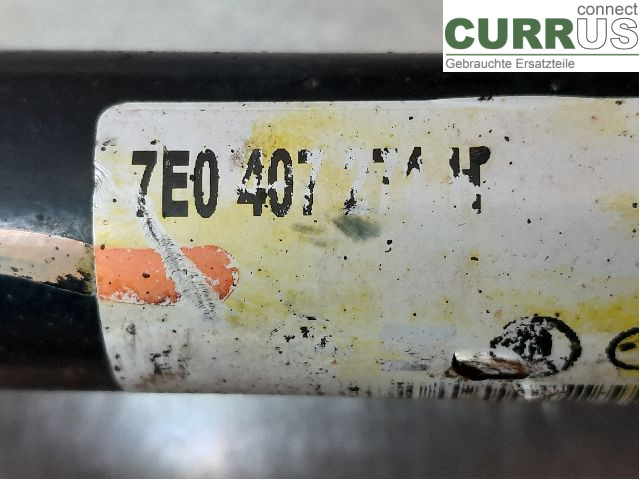 connect
CURRUS
Gebrauchte Ersatzteile
7E0 407